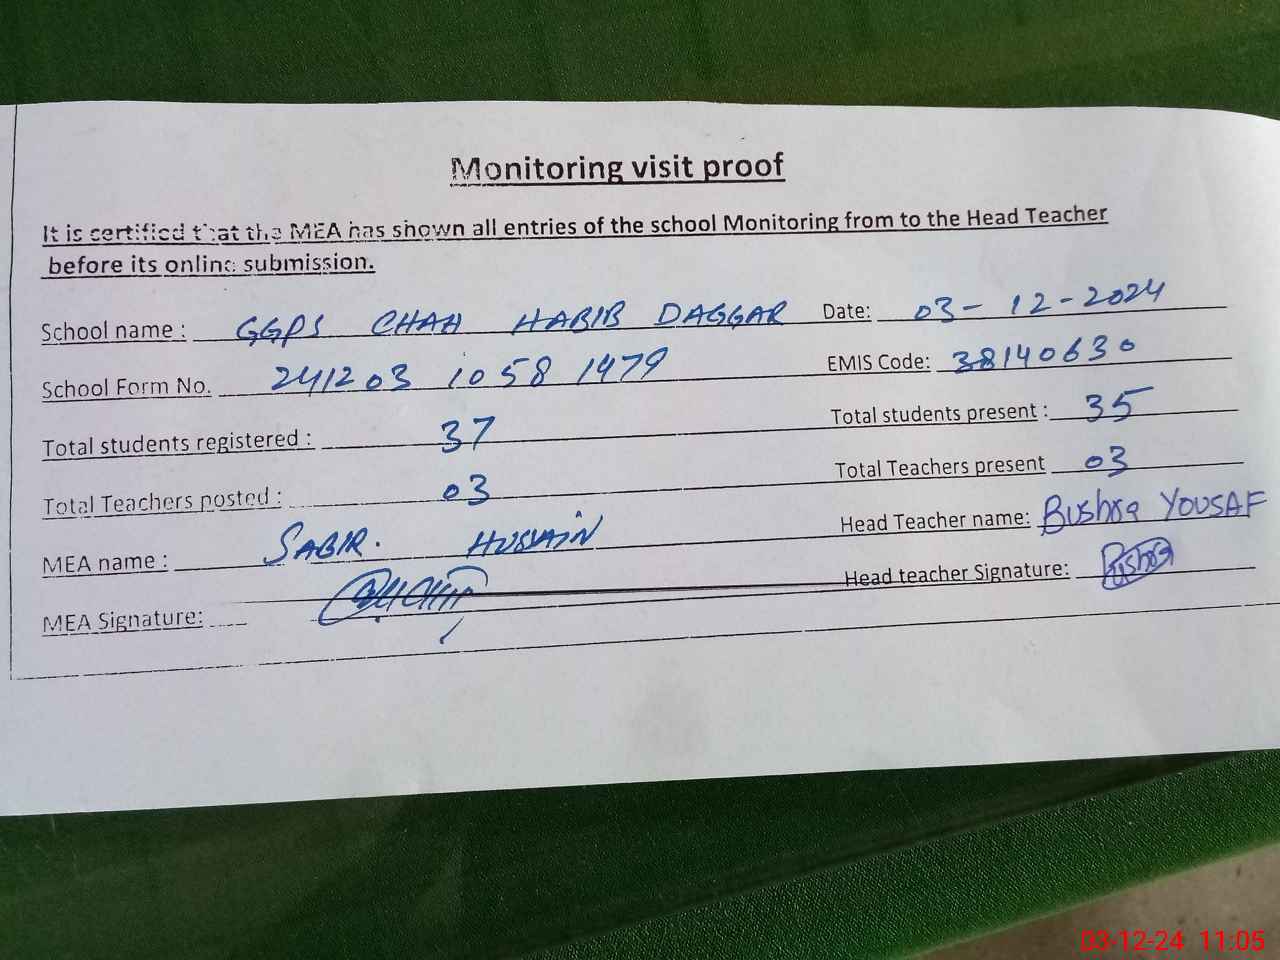 Monitoring visit proof
It is certified that the MEA has shown all entries of the school Monitoring from to the Head Teacher
before its online submission.
School name : GGPS CHAH HABIB DAGGAR Date: 03-12-2024
School Form No. 241203 1058 1479 EMIS Code: 38140630
Total students registered : 37 Total students present : 35
Total Teachers posted : 03 Total Teachers present 03
MEA name : SABIR. HUSSAIN Head Teacher name: Bushra YOUSAF
MEA Signature: Head teacher Signature: Bushra
03-12-24 11:05